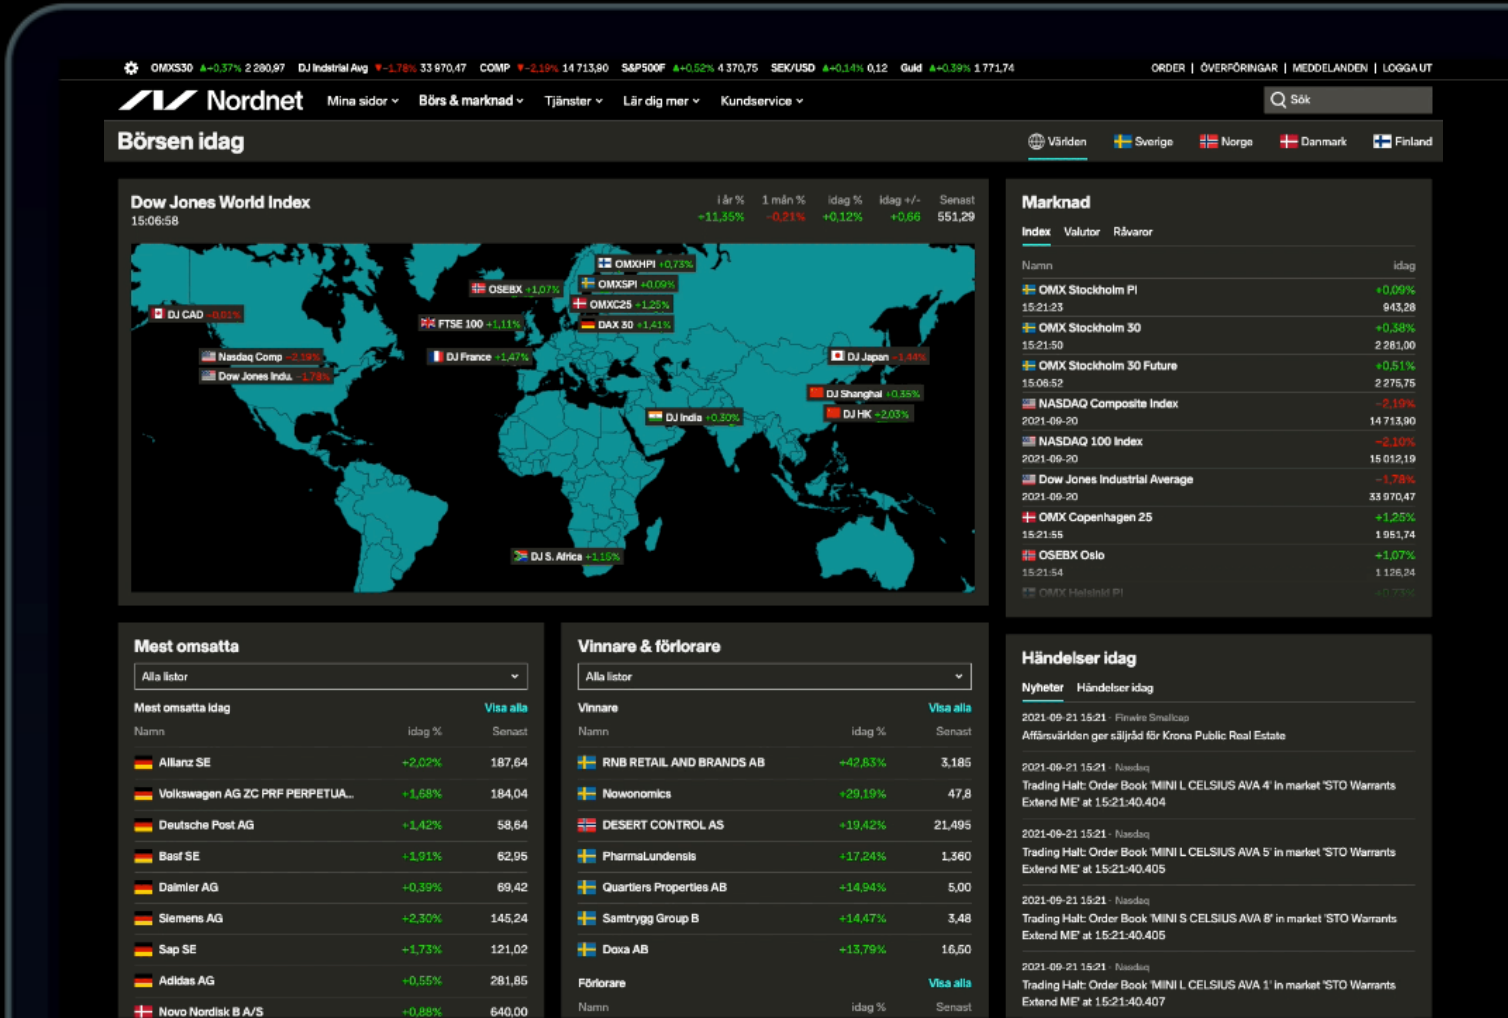 OMXS30 ▲+0,37% 2 280,97 DJ Indstrial Avg ▼-1,78% 33 970,47 COMP ▼-2,19% 14 713,90 S&P500F ▲+0,52% 4 370,75 SEK/USD ▲+0,14% 0,12 Guld ▲+0,39% 1 771,74 ORDER | ÖVERFÖRINGAR | MEDDELANDEN | LOGGA UT
Nordnet Mina sidor Börs & marknad Tjänster Lär dig mer Kundservice Sök
Börsen idag Världen Sverige Norge Danmark Finland
Dow Jones World Index
15:06:58
i år % 1 mån % idag % idag +/- Senast
+11,35% -0,21% +0,12% +0,66 551,29
OMXHPI +0,73%
OSEBX +1,07% OMXSPI +0,09%
OMXC25 +1,25%
DJ CAD -0,01%
FTSE 100 +1,11% DAX 30 +1,41%
Nasdaq Comp -2,19% DJ France +1,47% DJ Japan -1,44%
Dow Jones Indu. -1,78%
DJ Shanghai +0,35%
DJ India +0,30% DJ HK +2,03%
DJ S. Africa +1,15%
Marknad
Index Valutor Råvaror
Namn idag
OMX Stockholm PI +0,09%
15:21:23 943,28
OMX Stockholm 30 +0,38%
15:21:50 2 281,00
OMX Stockholm 30 Future +0,51%
15:06:52 2 275,75
NASDAQ Composite Index -2,19%
2021-09-20 14 713,90
NASDAQ 100 Index -2,10%
2021-09-20 15 012,19
Dow Jones Industrial Average -1,78%
2021-09-20 33 970,47
OMX Copenhagen 25 +1,25%
15:21:55 1 951,74
OSEBX Oslo +1,07%
15:21:54 1 126,24
OMX Helsinki PI +0,73%
Mest omsatta
Alla listor
Mest omsatta idag Visa alla
Namn idag % Senast
Allianz SE +2,02% 187,64
Volkswagen AG ZC PRF PERPETUA... +1,68% 184,04
Deutsche Post AG +1,42% 58,64
Basf SE +1,91% 62,95
Daimler AG +0,39% 69,42
Siemens AG +2,30% 145,24
Sap SE +1,73% 121,02
Adidas AG +0,55% 281,85
Novo Nordisk B A/S +0,88% 640,00
Vinnare & förlorare
Alla listor
Vinnare Visa alla
Namn idag % Senast
RNB RETAIL AND BRANDS AB +42,83% 3,185
Nowonomics +29,19% 47,8
DESERT CONTROL AS +19,42% 21,495
PharmaLundensis +17,24% 1,360
Quartiers Properties AB +14,94% 5,00
Samtrygg Group B +14,47% 3,48
Doxa AB +13,79% 16,50
Förlorare Visa alla
Namn idag % Senast
Händelser idag
Nyheter Händelser idag
2021-09-21 15:21 · Finwire Smallcap
Affärsvärlden ger säljråd för Krona Public Real Estate
2021-09-21 15:21 · Nasdaq
Trading Halt: Order Book 'MINI L CELSIUS AVA 4' in market 'STO Warrants
Extend ME' at 15:21:40.404
2021-09-21 15:21 · Nasdaq
Trading Halt: Order Book 'MINI L CELSIUS AVA 5' in market 'STO Warrants
Extend ME' at 15:21:40.405
2021-09-21 15:21 · Nasdaq
Trading Halt: Order Book 'MINI S CELSIUS AVA 8' in market 'STO Warrants
Extend ME' at 15:21:40.405
2021-09-21 15:21 · Nasdaq
Trading Halt: Order Book 'MINI L CELSIUS AVA 1' in market 'STO Warrants
Extend ME' at 15:21:40.407